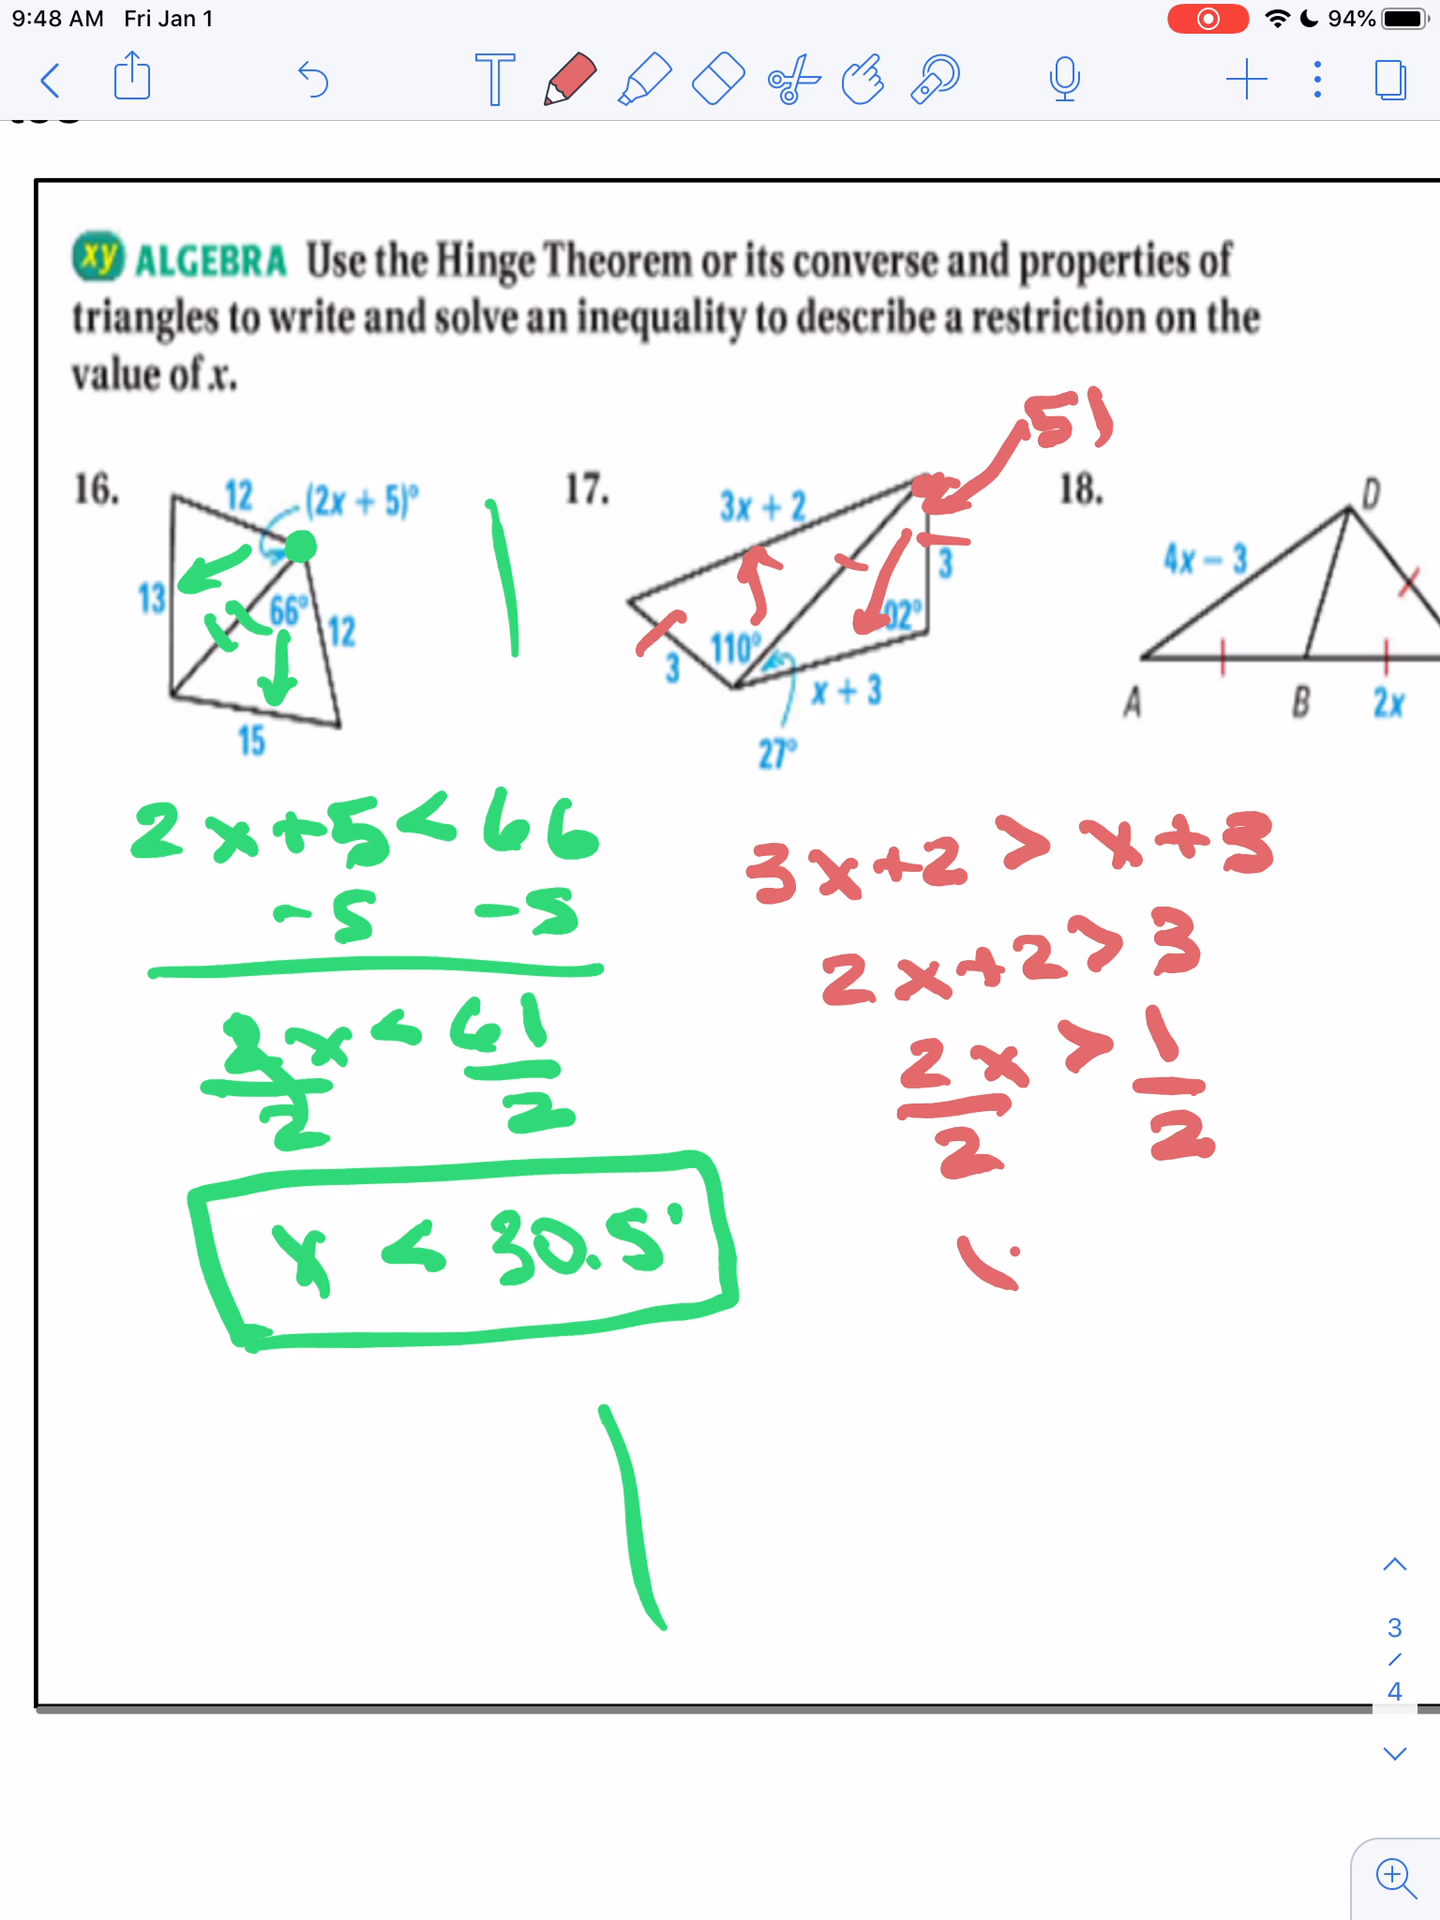 9:48 AM Fri Jan 1
94%
xy ALGEBRA Use the Hinge Theorem or its converse and properties of
triangles to write and solve an inequality to describe a restriction on the
value of x.
16.
12
(2x + 5)°
13
66°
12
15
17.
51
3x + 2
3
02°
110°
3
x + 3
27°
18.
D
4x – 3
A
B
2x
2x+5<66
-5 -5
2x < 61
2 2
x < 30.5
3x+2 > x+3
2x+2>3
2x > 1
2 2
3
/
4